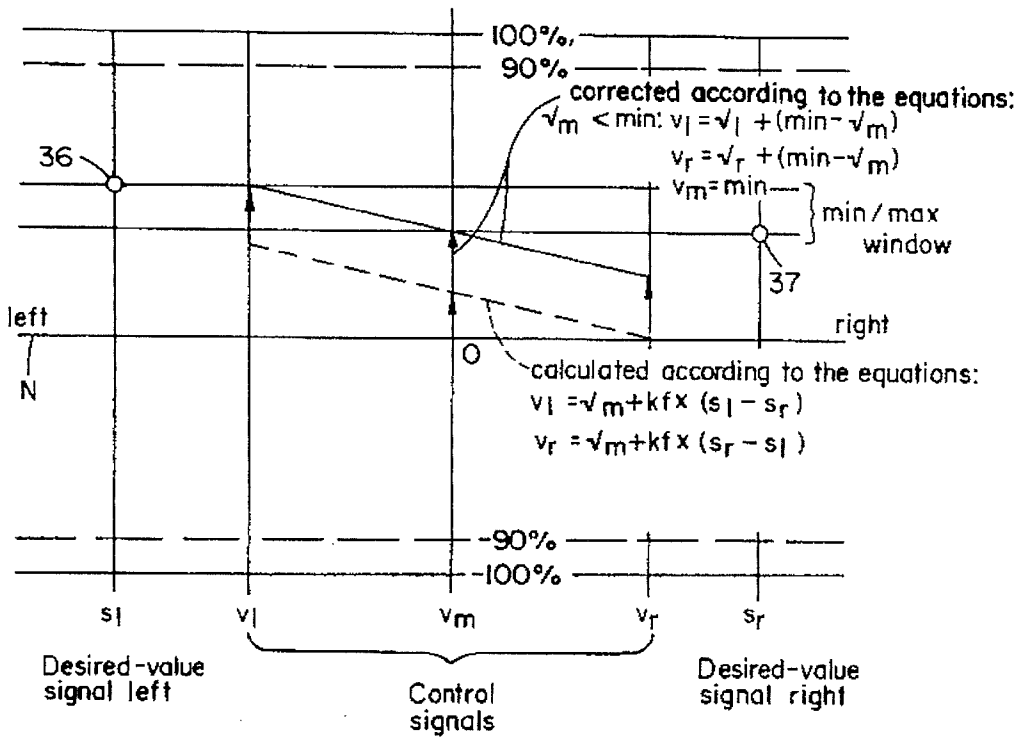 100%,
90%
corrected according to the equations:
√m < min: vl = √l + (min-√m)
vr = √r + (min-√m)
vm = min
min/max
window
36
37
left
right
N
O
calculated according to the equations:
vl = √m + kf x (sl - sr)
vr = √m + kf x (sr - sl)
-90%
-100%
sl vl vm vr sr
Desired-value
signal left
Control
signals
Desired-value
signal right